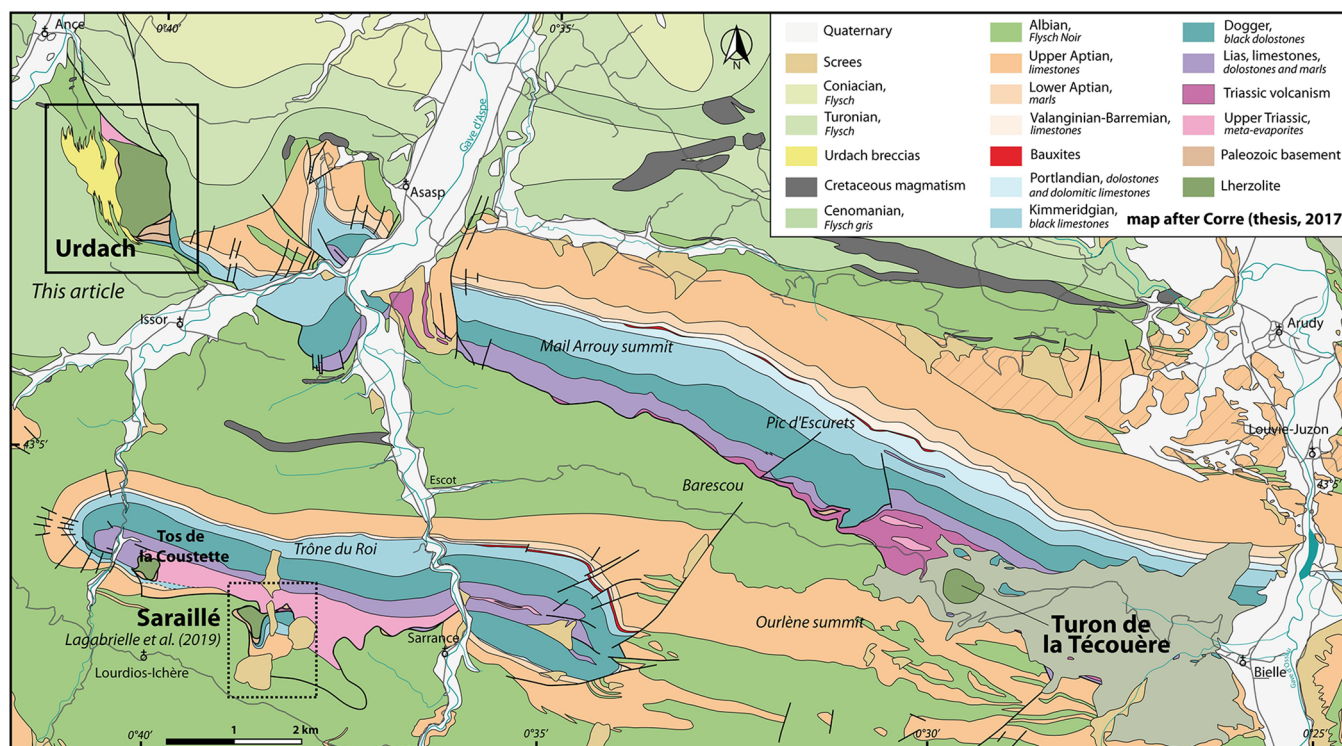 Ance
0°40'
0°35'
N
Gave d'Aspe
Asasp
Urdach
This article
Issor
Quaternary
Screes
Coniacian,
Flysch
Turonian,
Flysch
Urdach breccias
Cretaceous magmatism
Cenomanian,
Flysch gris
Albian,
Flysch Noir
Upper Aptian,
limestones
Lower Aptian,
marls
Valanginian-Barremian,
limestones
Bauxites
Portlandian, dolostones
and dolomitic limestones
Kimmeridgian,
black limestones
Dogger,
black dolostones
Lias, limestones,
dolostones and marls
Triassic volcanism
Upper Triassic,
meta-evaporites
Paleozoic basement
Lherzolite
map after Corre (thesis, 2017
Arudy
Mail Arrouy summit
Pic d'Escurets
Louvie-Juzon
43°5'
43°5'
Barescou
Escot
Tos de
la Coustette
Trône du Roi
Saraillé
Lagabrielle et al. (2019)
Lourdios-Ichère
Sarrance
Ourlène summit
Turon de
la Técouère
Bielle
Gave d'Ossau
1
2 km
0°40'
0°35'
0°30'
0°25'